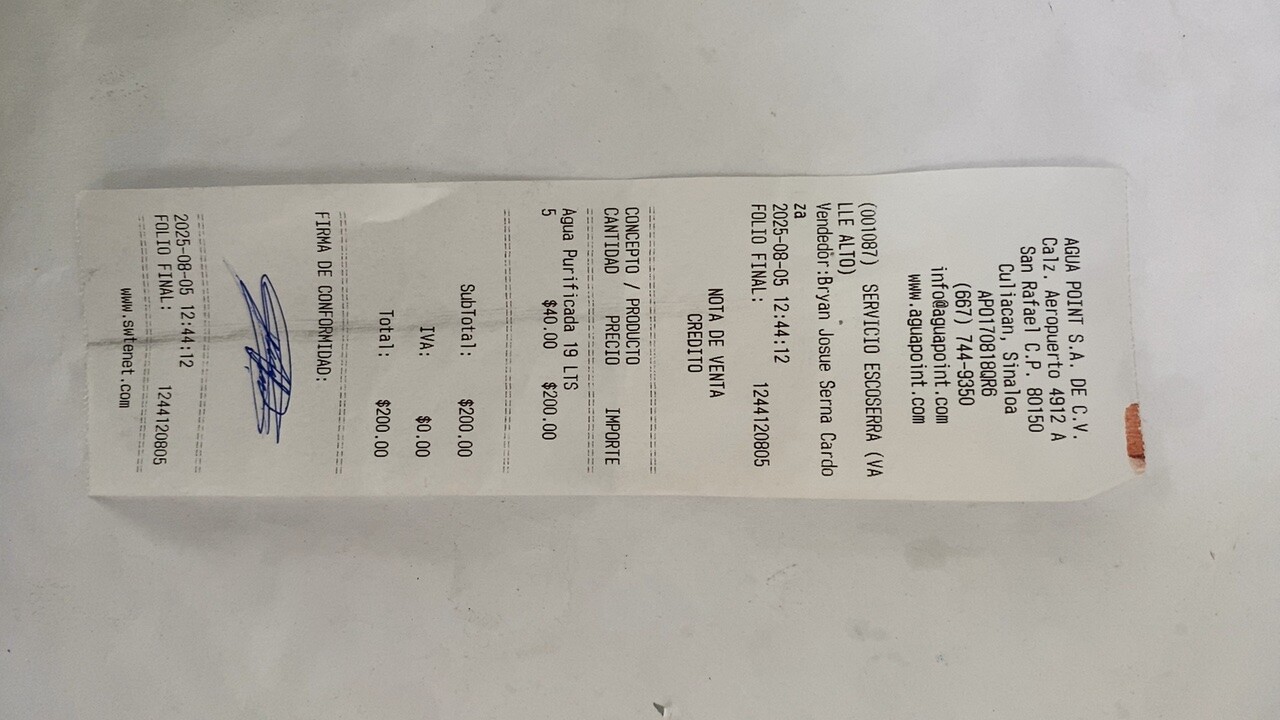 AGUA POINT S.A. DE C.V.
Calz. Aeropuerto 4912 A
San Rafael C.P. 80150
Culiacan, Sinaloa
APO170818QR6
(667) 744-9350
info@aguapoint.com
www.aguapoint.com
(001087) SERVICIO ESCOSERRA (VA
LLE ALTO)
Vendedor:Bryan Josue Serna Cardo
za
2025-08-05 12:44:12
FOLIO FINAL: 1244120805
NOTA DE VENTA
CREDITO
CONCEPTO / PRODUCTO
CANTIDAD PRECIO IMPORTE
Agua Purificada 19 LTS
5 $40.00 $200.00
SubTotal: $200.00
IVA: $0.00
Total: $200.00
FIRMA DE CONFORMIDAD:
2025-08-05 12:44:12
FOLIO FINAL: 1244120805
www.swtenet.com